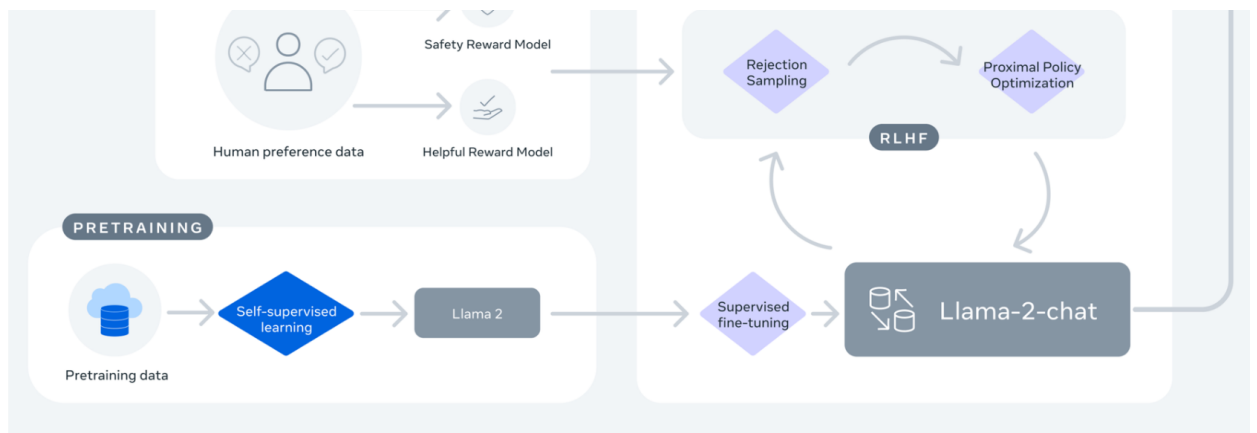 Safety Reward Model
Rejection
Sampling
Proximal Policy
Optimization
RLHF
Human preference data
Helpful Reward Model
PRETRAINING
Self-supervised
learning
Llama 2
Supervised
fine-tuning
Llama-2-chat
Pretraining data